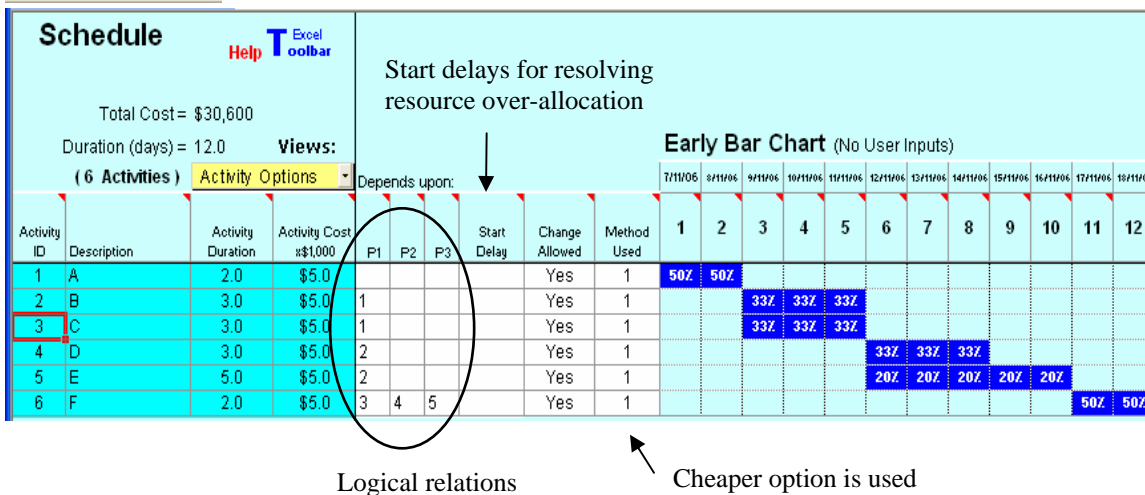 Schedule
Help Excel Toolbar
Start delays for resolving
resource over-allocation
Total Cost = $30,600
Duration (days) = 12.0 Views:
( 6 Activities ) Activity Options Depends upon:
Early Bar Chart (No User Inputs)
7/11/06 8/11/06 9/11/06 10/11/06 11/11/06 12/11/06 13/11/06 14/11/06 15/11/06 16/11/06 17/11/06
Activity ID Description Activity Duration Activity Cost x$1,000 P1 P2 P3 Start Delay Change Allowed Method Used 1 2 3 4 5 6 7 8 9 10 11 12
1 A 2.0 $5.0 Yes 1 50% 50%
2 B 3.0 $5.0 1 Yes 1 33% 33% 33%
3 C 3.0 $5.0 1 Yes 1 33% 33% 33%
4 D 3.0 $5.0 2 Yes 1 33% 33% 33%
5 E 5.0 $5.0 2 Yes 1 20% 20% 20% 20% 20%
6 F 2.0 $5.0 3 4 5 Yes 1 50% 50%
Logical relations
Cheaper option is used